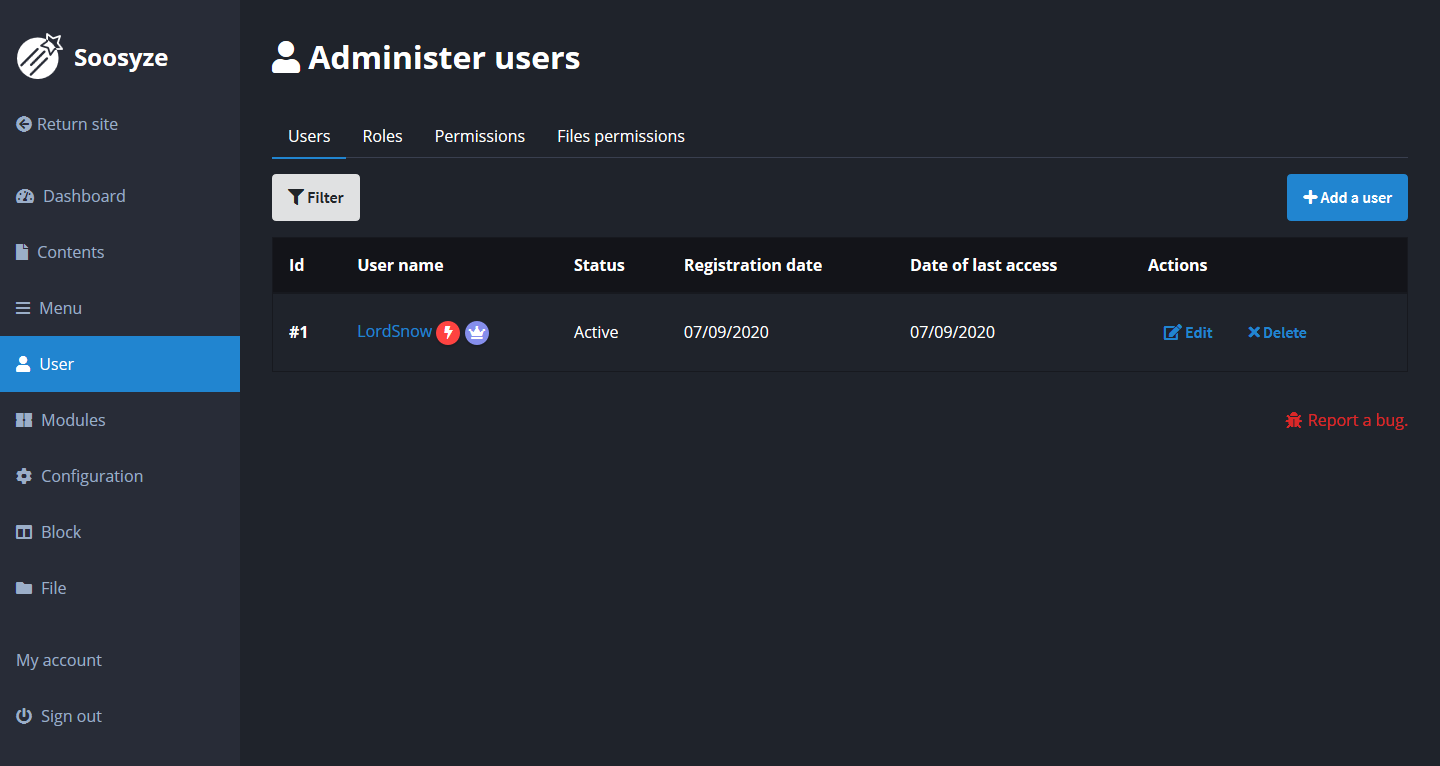 Soosyze
Return site
Dashboard
Contents
Menu
User
Modules
Configuration
Block
File
My account
Sign out
Administer users
Users Roles Permissions Files permissions
Filter Add a user
Id User name Status Registration date Date of last access Actions
#1 LordSnow Active 07/09/2020 07/09/2020 Edit Delete
Report a bug.